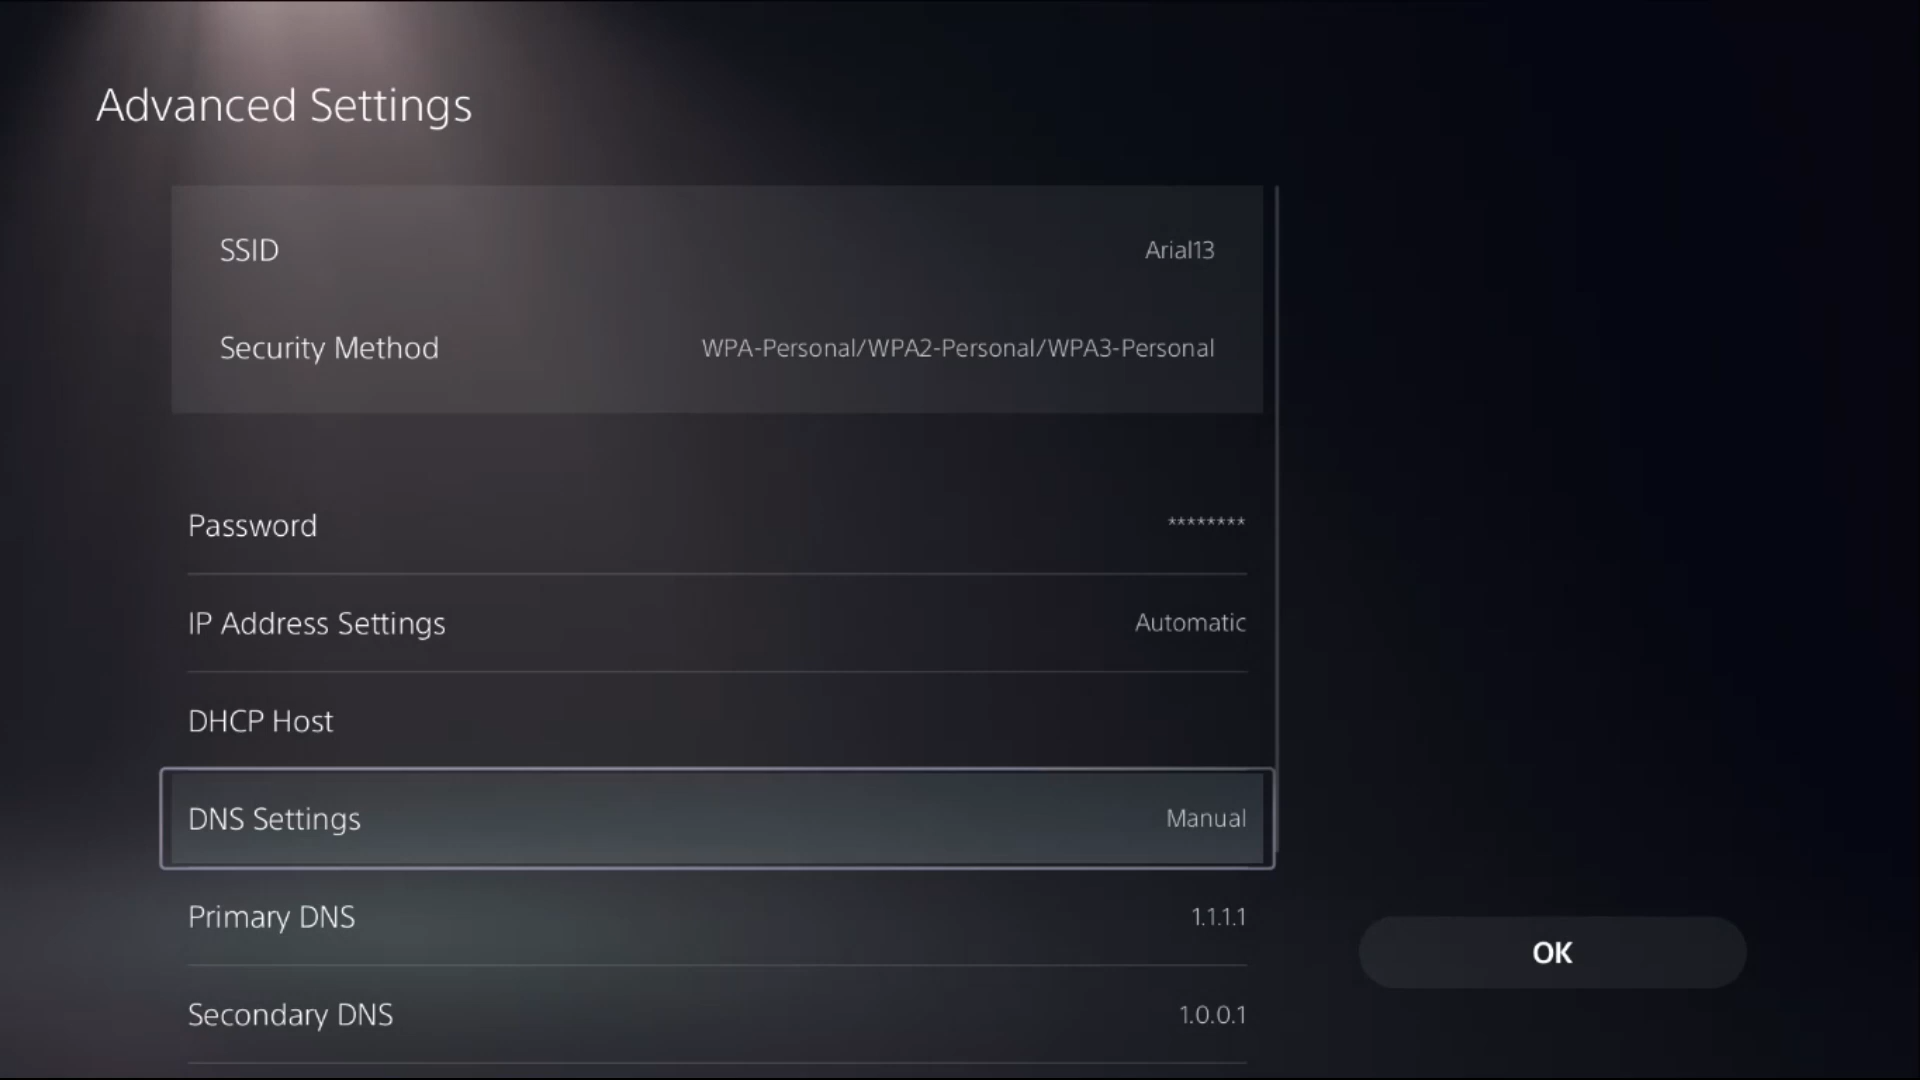 Advanced Settings
SSID Arial13
Security Method WPA-Personal/WPA2-Personal/WPA3-Personal
Password ********
IP Address Settings Automatic
DHCP Host
DNS Settings Manual
Primary DNS 1.1.1.1
OK
Secondary DNS 1.0.0.1